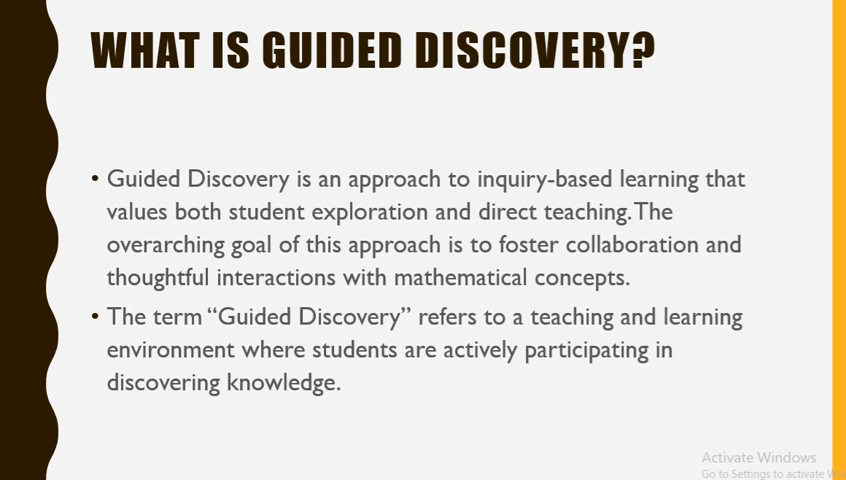 WHAT IS GUIDED DISCOVERY?
• Guided Discovery is an approach to inquiry-based learning that
values both student exploration and direct teaching. The
overarching goal of this approach is to foster collaboration and
thoughtful interactions with mathematical concepts.
• The term “Guided Discovery” refers to a teaching and learning
environment where students are actively participating in
discovering knowledge.
Activate Windows
Go to Settings to activate